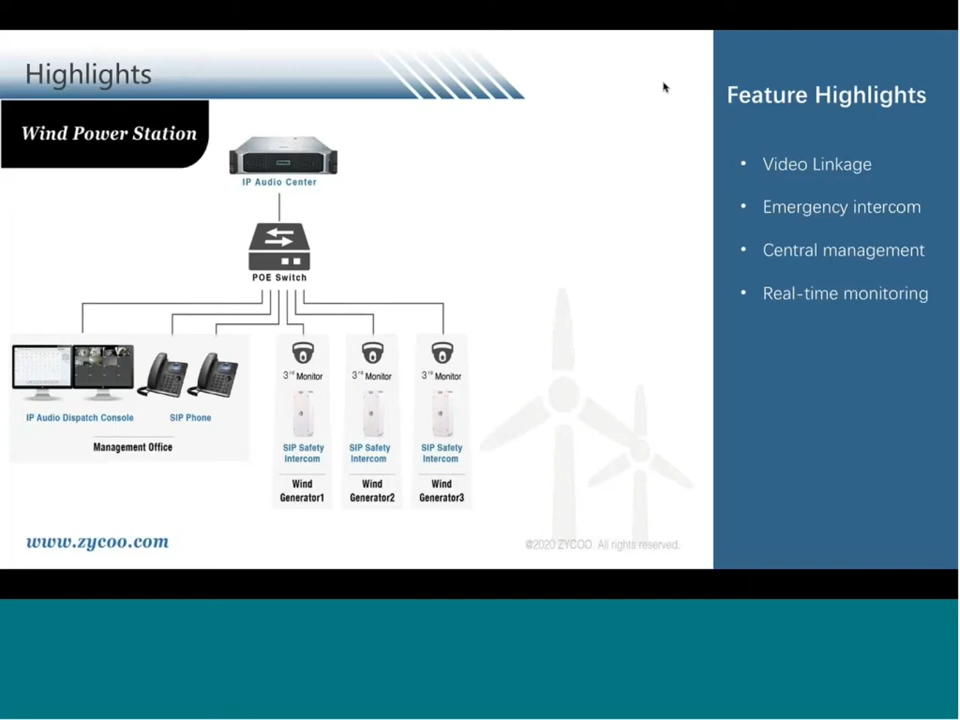 Highlights
Wind Power Station
IP Audio Center
POE Switch
3rd Monitor
3rd Monitor
3rd Monitor
IP Audio Dispatch Console
SIP Phone
Management Office
SIP Safety
Intercom
SIP Safety
Intercom
SIP Safety
Intercom
Wind
Generator1
Wind
Generator2
Wind
Generator3
www.zycoo.com
@2020 ZYCOO. All rights reserved.
Feature Highlights
• Video Linkage
• Emergency intercom
• Central management
• Real-time monitoring